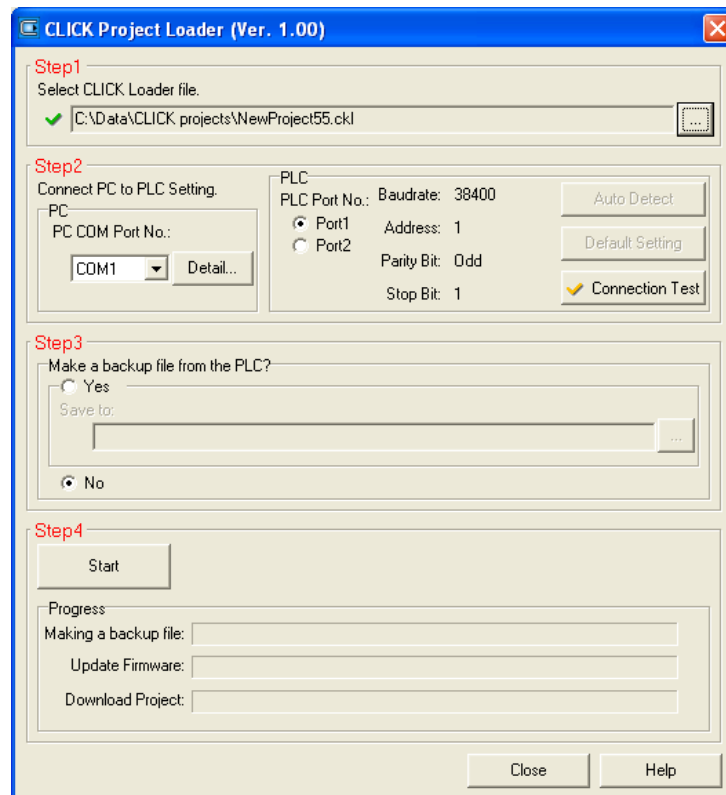 CLICK Project Loader (Ver. 1.00)
Step1
Select CLICK Loader file.
C:\Data\CLICK projects\NewProject55.ckl
...
Step2
Connect PC to PLC Setting.
PC
PC COM Port No.:
COM1
Detail...
PLC
PLC Port No.:
Port1
Port2
Baudrate: 38400
Address: 1
Parity Bit: Odd
Stop Bit: 1
Auto Detect
Default Setting
Connection Test
Step3
Make a backup file from the PLC?
Yes
Save to:
...
No
Step4
Start
Progress
Making a backup file:
Update Firmware:
Download Project:
Close
Help